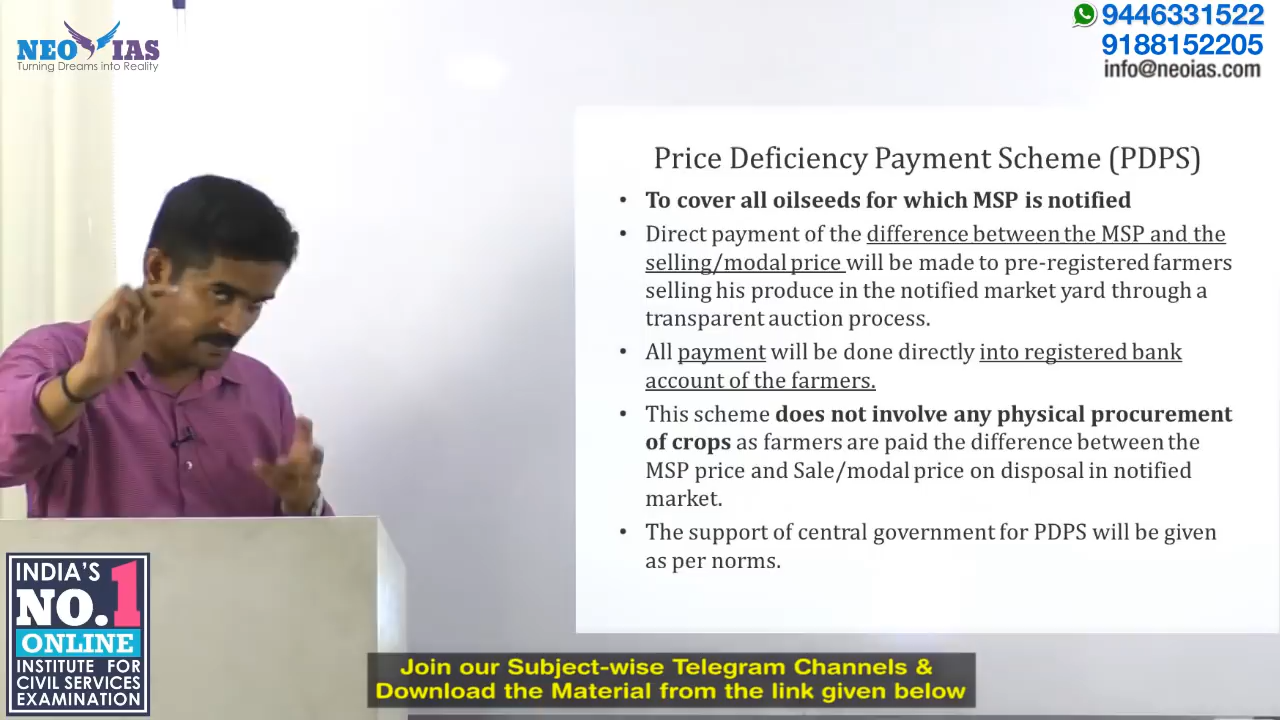 NEO IAS
Turning Dreams into Reality
9446331522
9188152205
info@neoias.com
Price Deficiency Payment Scheme (PDPS)
• To cover all oilseeds for which MSP is notified
• Direct payment of the difference between the MSP and the
selling/modal price will be made to pre-registered farmers
selling his produce in the notified market yard through a
transparent auction process.
• All payment will be done directly into registered bank
account of the farmers.
• This scheme does not involve any physical procurement
of crops as farmers are paid the difference between the
MSP price and Sale/modal price on disposal in notified
market.
• The support of central government for PDPS will be given
as per norms.
INDIA'S
NO.1
ONLINE
INSTITUTE FOR
CIVIL SERVICES
EXAMINATION
Join our Subject-wise Telegram Channels &
Download the Material from the link given below